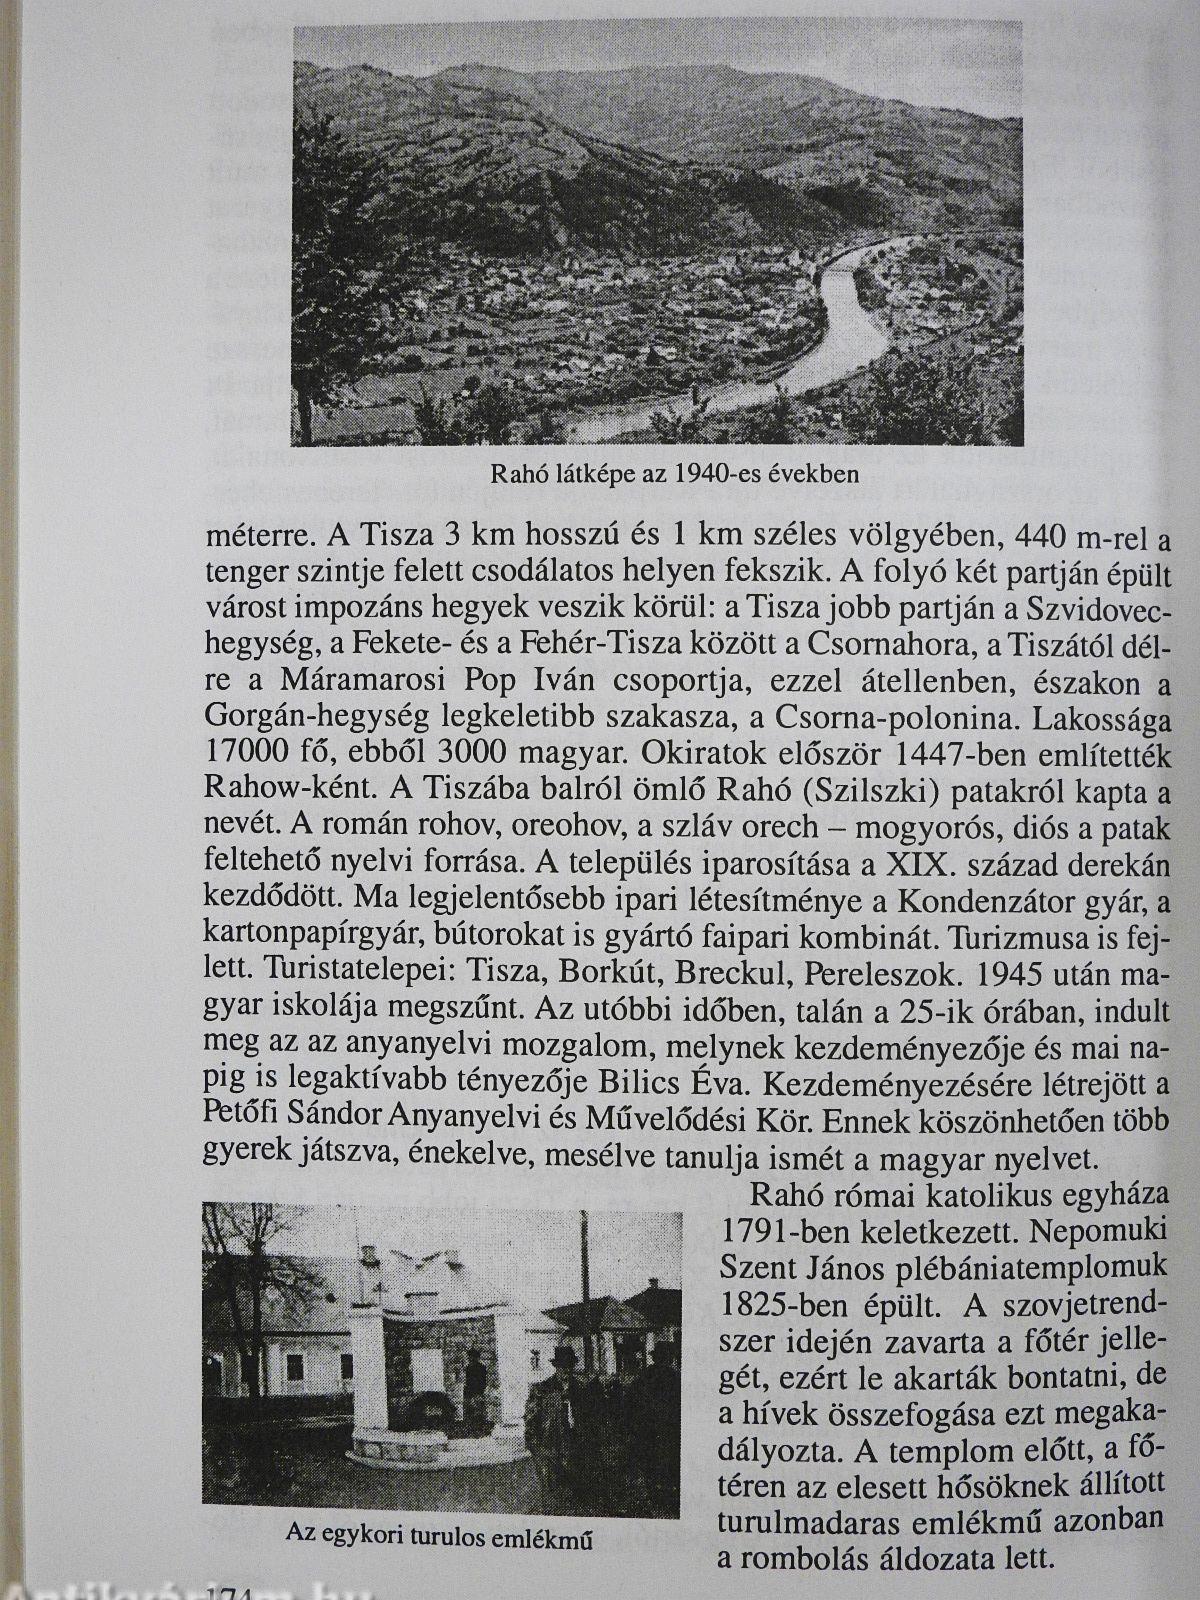 Rahó látképe az 1940-es években
méterre. A Tisza 3 km hosszú és 1 km széles völgyében, 440 m-rel a
tenger szintje felett csodálatos helyen fekszik. A folyó két partján épült
várost impozáns hegyek veszik körül: a Tisza jobb partján a Szvidovec-
hegység, a Fekete- és a Fehér-Tisza között a Csornahora, a Tiszától dél-
re a Máramarosi Pop Iván csoportja, ezzel átellenben, északon a
Gorgán-hegység legkeletibb szakasza, a Csorna-polonina. Lakossága
17000 fő, ebből 3000 magyar. Okiratok először 1447-ben említették
Rahow-ként. A Tiszába balról ömlő Rahó (Szilszki) patakról kapta a
nevét. A román rohov, oreohov, a szláv orech – mogyorós, diós a patak
feltehető nyelvi forrása. A település iparosítása a XIX. század derekán
kezdődött. Ma legjelentősebb ipari létesítménye a Kondenzátor gyár, a
kartonpapírgyár, bútorokat is gyártó faipari kombinát. Turizmusa is fej-
lett. Turistatelepei: Tisza, Borkút, Breckul, Pereleszok. 1945 után ma-
gyar iskolája megszűnt. Az utóbbi időben, talán a 25-ik órában, indult
meg az az anyanyelvi mozgalom, melynek kezdeményezője és mai na-
pig is legaktívabb tényezője Bilics Éva. Kezdeményezésére létrejött a
Petőfi Sándor Anyanyelvi és Művelődési Kör. Ennek köszönhetően több
gyerek játszva, énekelve, mesélve tanulja ismét a magyar nyelvet.
Rahó római katolikus egyháza
1791-ben keletkezett. Nepomuki
Szent János plébániatemplomuk
1825-ben épült. A szovjetrend-
szer idején zavarta a főtér jelle-
gét, ezért le akarták bontatni, de
a hívek összefogása ezt megaka-
dályozta. A templom előtt, a fő-
téren az elesett hősöknek állított
turulmadaras emlékmű azonban
a rombolás áldozata lett.
Az egykori turulos emlékmű
174
Antikvárium.hu